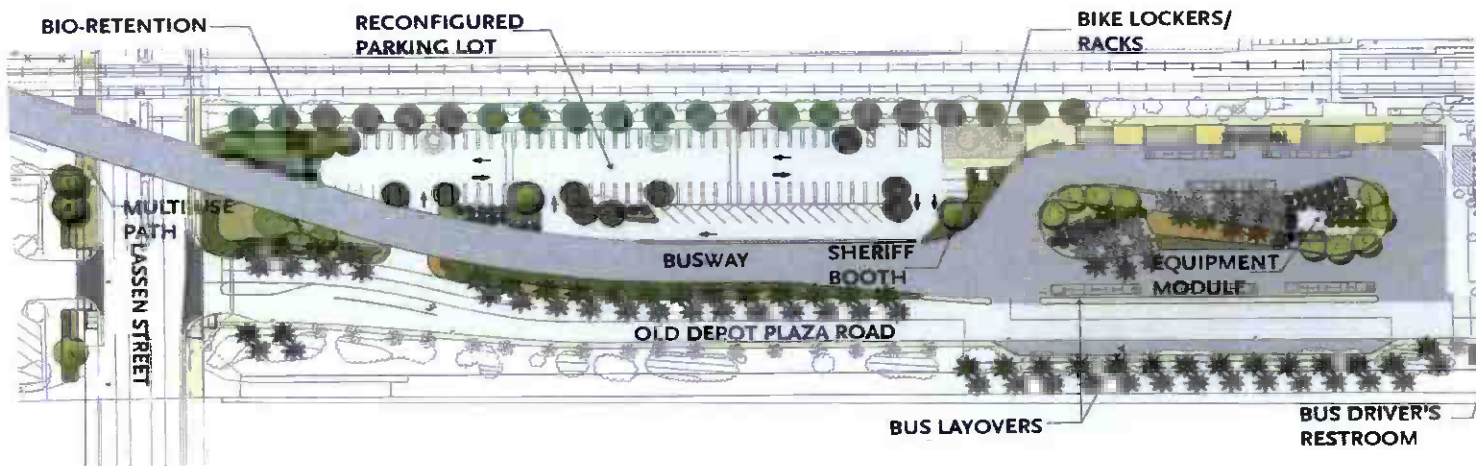 BIO-RETENTION
RECONFIGURED
PARKING LOT
BIKE LOCKERS/
RACKS
MULTI-USE
PATH
LASSEN STREET
BUSWAY
SHERIFF
BOOTH
EQUIPMENT
MODULE
OLD DEPOT PLAZA ROAD
BUS LAYOVERS
BUS DRIVER'S
RESTROOM